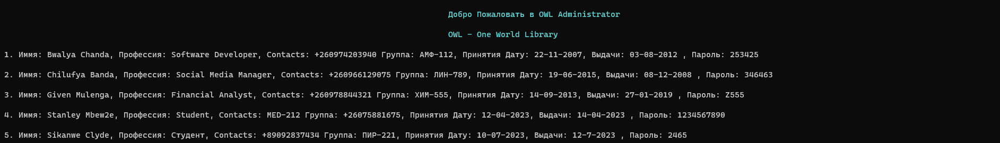 Добро Пожаловать в OWL Administrator
OWL - One World Library
1. Иммя: Bwalya Chanda, Профессия: Software Developer, Contacts: +260974203940 Группа: АМФ-112, Принятия Дату: 22-11-2007, Выдачи: 03-08-2012 , Пароль: 253425
2. Иммя: Chilufya Banda, Профессия: Social Media Manager, Contacts: +260966129075 Группа: ЛИН-789, Принятия Дату: 19-06-2015, Выдачи: 08-12-2008 , Пароль: 346463
3. Иммя: Given Mulenga, Профессия: Financial Analyst, Contacts: +260978844321 Группа: ХИМ-555, Принятия Дату: 14-09-2013, Выдачи: 27-01-2019 , Пароль: Z555
4. Иммя: Stanley Mbew2e, Профессия: Student, Contacts: MED-212 Группа: +26075881675, Принятия Дату: 12-04-2023, Выдачи: 14-04-2023 , Пароль: 1234567890
5. Иммя: Sikanwe Clyde, Профессия: Студент, Contacts: +89092837434 Группа: ПИР-221, Принятия Дату: 10-07-2023, Выдачи: 12-7-2023 , Пароль: 2465